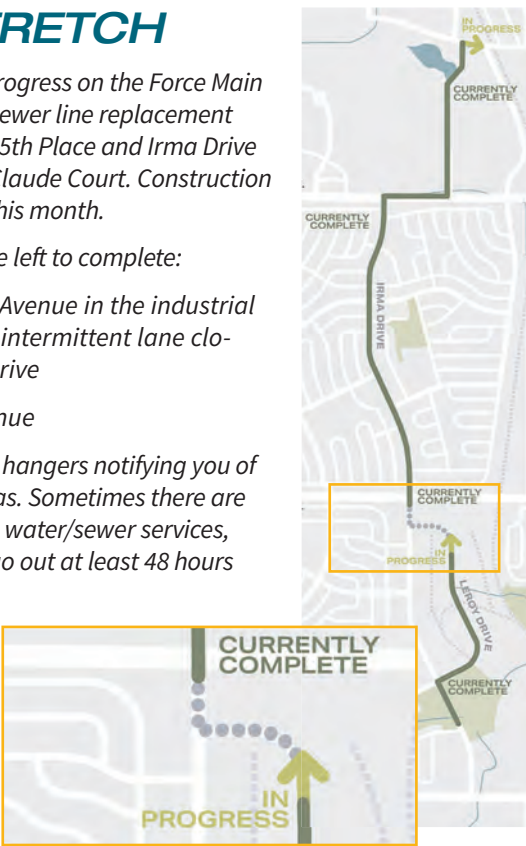 TRETCH
rogress on the Force Main
ewer line replacement
5th Place and Irma Drive
Claude Court. Construction
his month.
e left to complete:
Avenue in the industrial
intermittent lane clo-
rive
nue
hangers notifying you of
as. Sometimes there are
water/sewer services,
o out at least 48 hours
IN
PROGRESS
CURRENTLY
COMPLETE
CURRENTLY
COMPLETE
IRMA DRIVE
CURRENTLY
COMPLETE
IN
PROGRESS
LEROY DRIVE
CURRENTLY
COMPLETE
CURRENTLY
COMPLETE
IN
PROGRESS